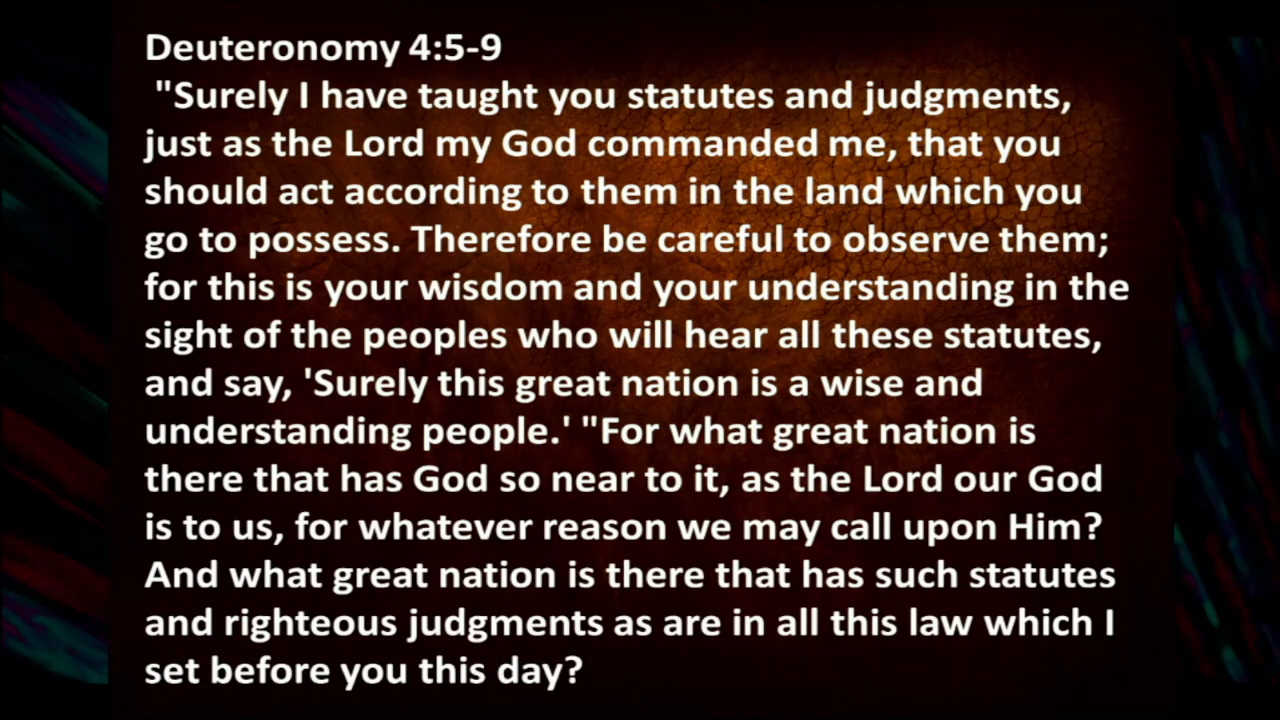 Deuteronomy 4:5-9
"Surely I have taught you statutes and judgments,
just as the Lord my God commanded me, that you
should act according to them in the land which you
go to possess. Therefore be careful to observe them;
for this is your wisdom and your understanding in the
sight of the peoples who will hear all these statutes,
and say, 'Surely this great nation is a wise and
understanding people.' "For what great nation is
there that has God so near to it, as the Lord our God
is to us, for whatever reason we may call upon Him?
And what great nation is there that has such statutes
and righteous judgments as are in all this law which I
set before you this day?